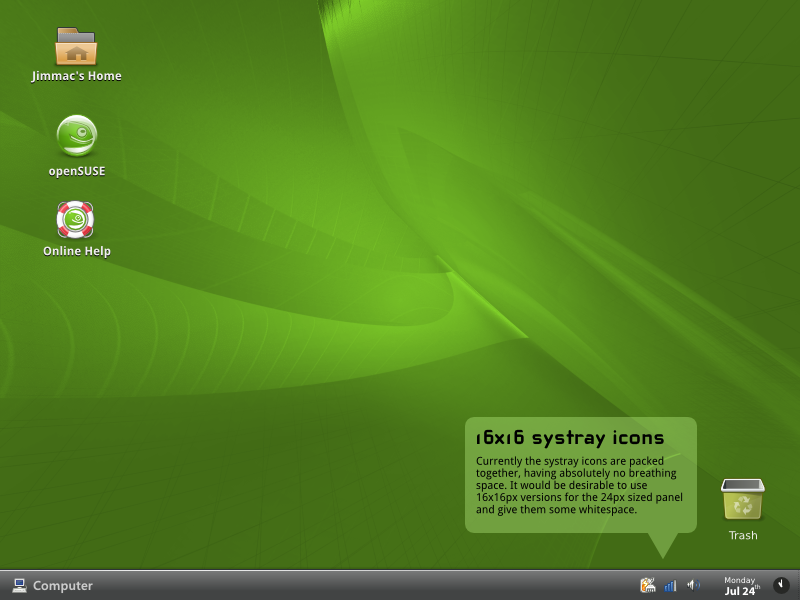 Jimmac's Home
openSUSE
Online Help
16x16 systray icons
Currently the systray icons are packed
together, having absolutely no breathing
space. It would be desirable to use
16x16px versions for the 24px sized panel
and give them some whitespace.
Trash
Computer
Monday
Jul 24th